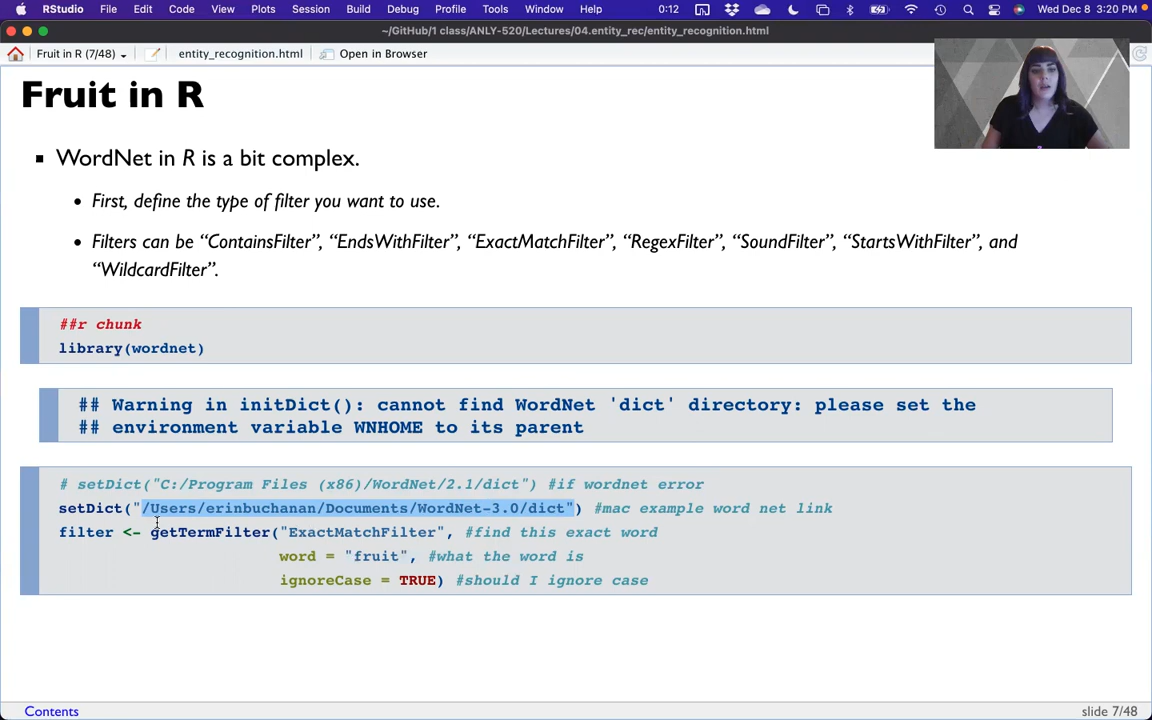 RStudio File Edit Code View Plots Session Build Debug Profile Tools Window Help 0:12 Wed Dec 8 3:20 PM
~/GitHub/1 class/ANLY-520/Lectures/04.entity_rec/entity_recognition.html
Fruit in R (7/48) entity_recognition.html Open in Browser
Fruit in R
WordNet in R is a bit complex.
First, define the type of filter you want to use.
Filters can be “ContainsFilter”, “EndsWithFilter”, “ExactMatchFilter”, “RegexFilter”, “SoundFilter”, “StartsWithFilter”, and
“WildcardFilter”.
##r chunk
library(wordnet)
## Warning in initDict(): cannot find WordNet 'dict' directory: please set the
## environment variable WNHOME to its parent
# setDict("C:/Program Files (x86)/WordNet/2.1/dict") #if wordnet error
setDict("/Users/erinbuchanan/Documents/WordNet-3.0/dict") #mac example word net link
filter <- getTermFilter("ExactMatchFilter", #find this exact word
word = "fruit", #what the word is
ignoreCase = TRUE) #should I ignore case
Contents slide 7/48